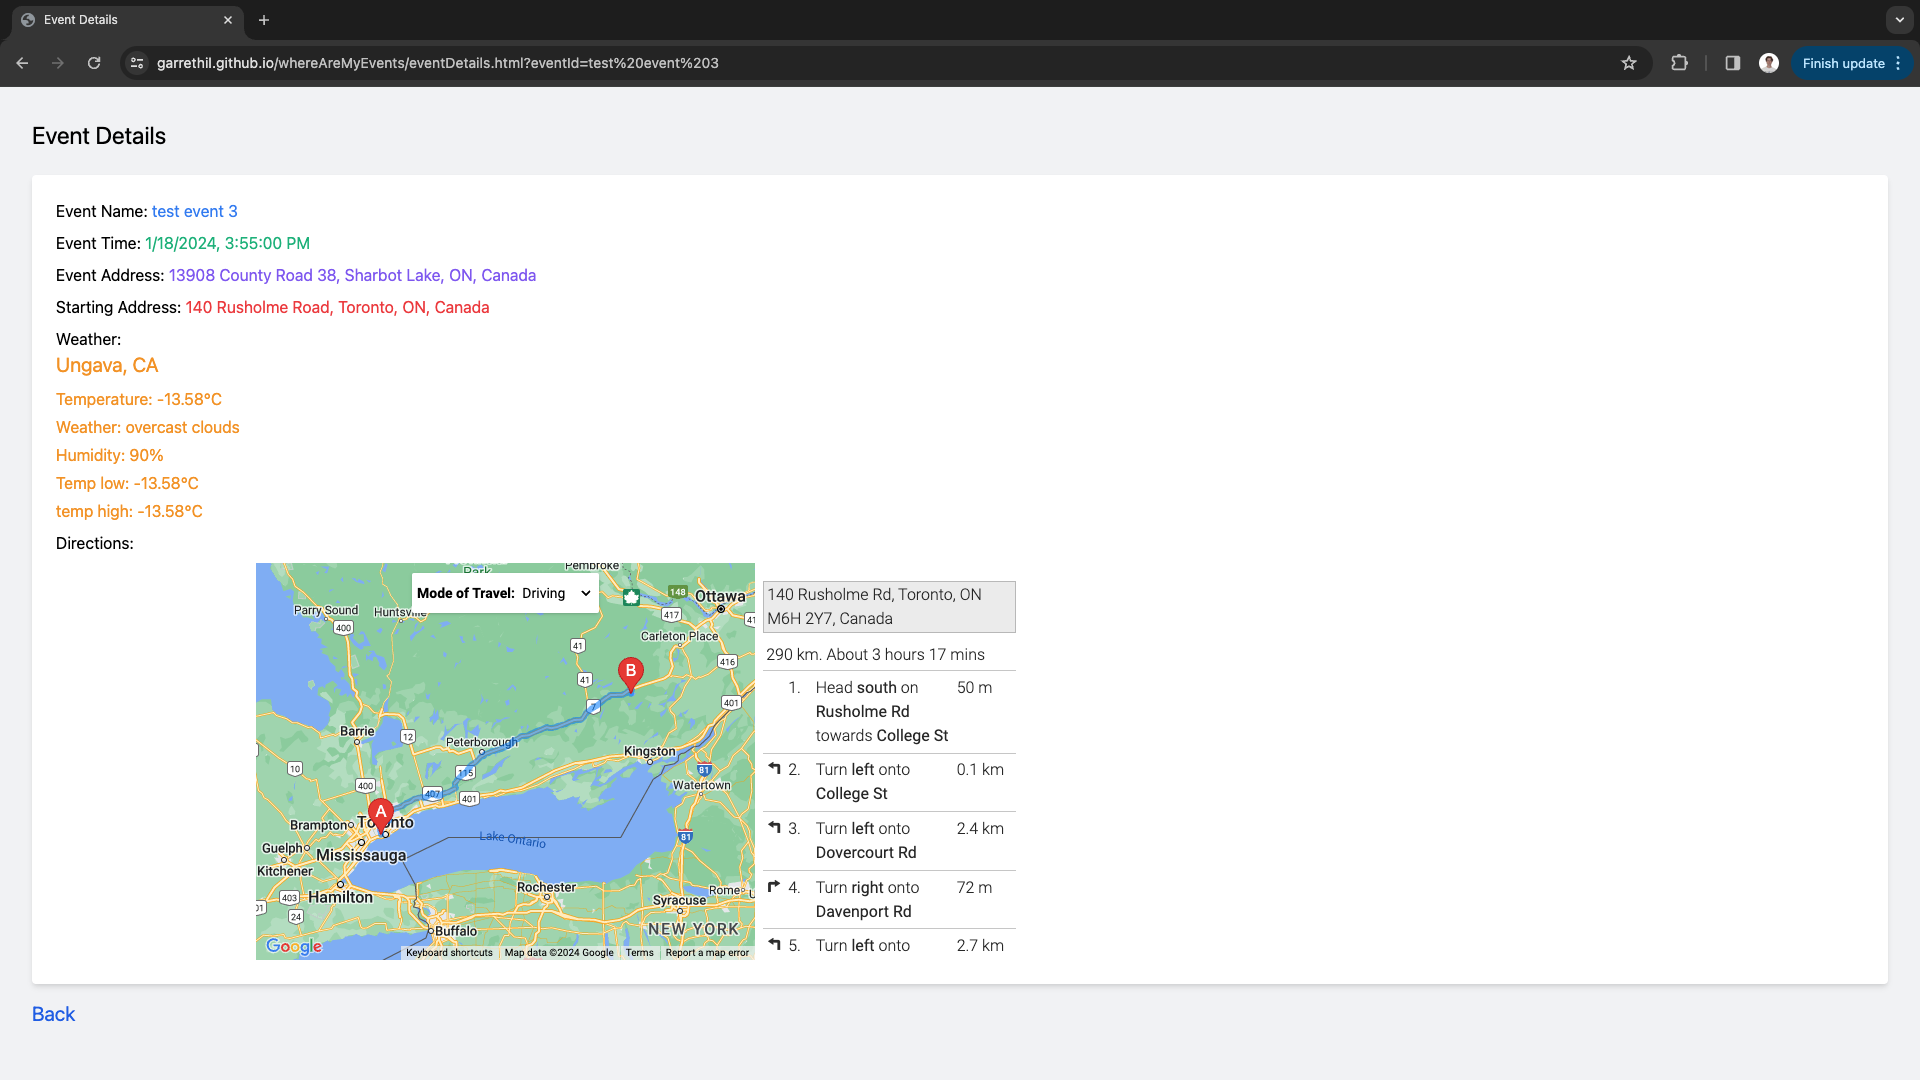 Event Details
garrethil.github.io/whereAreMyEvents/eventDetails.html?eventId=test%20event%203
Finish update
Event Details
Event Name: test event 3
Event Time: 1/18/2024, 3:55:00 PM
Event Address: 13908 County Road 38, Sharbot Lake, ON, Canada
Starting Address: 140 Rusholme Road, Toronto, ON, Canada
Weather:
Ungava, CA
Temperature: -13.58°C
Weather: overcast clouds
Humidity: 90%
Temp low: -13.58°C
temp high: -13.58°C
Directions:
Mode of Travel: Driving
Park
Pembroke
148
Ottawa
Parry Sound
Huntsville
400
417
41
Carleton Place
41
416
B
41
401
7
Barrie
12
Peterborough
Kingston
10
115
81
400
407
401
Watertown
A
Brampton
Toronto
81
Lake Ontario
Guelph
Mississauga
Kitchener
Rochester
Rome
403
Hamilton
Syracuse
01
24
Buffalo
NEW YORK
Google
Keyboard shortcuts
Map data ©2024 Google
Terms
Report a map error
140 Rusholme Rd, Toronto, ON
M6H 2Y7, Canada
290 km. About 3 hours 17 mins
1. Head south on 50 m
Rusholme Rd
towards College St
2. Turn left onto 0.1 km
College St
3. Turn left onto 2.4 km
Dovercourt Rd
4. Turn right onto 72 m
Davenport Rd
5. Turn left onto 2.7 km
Back